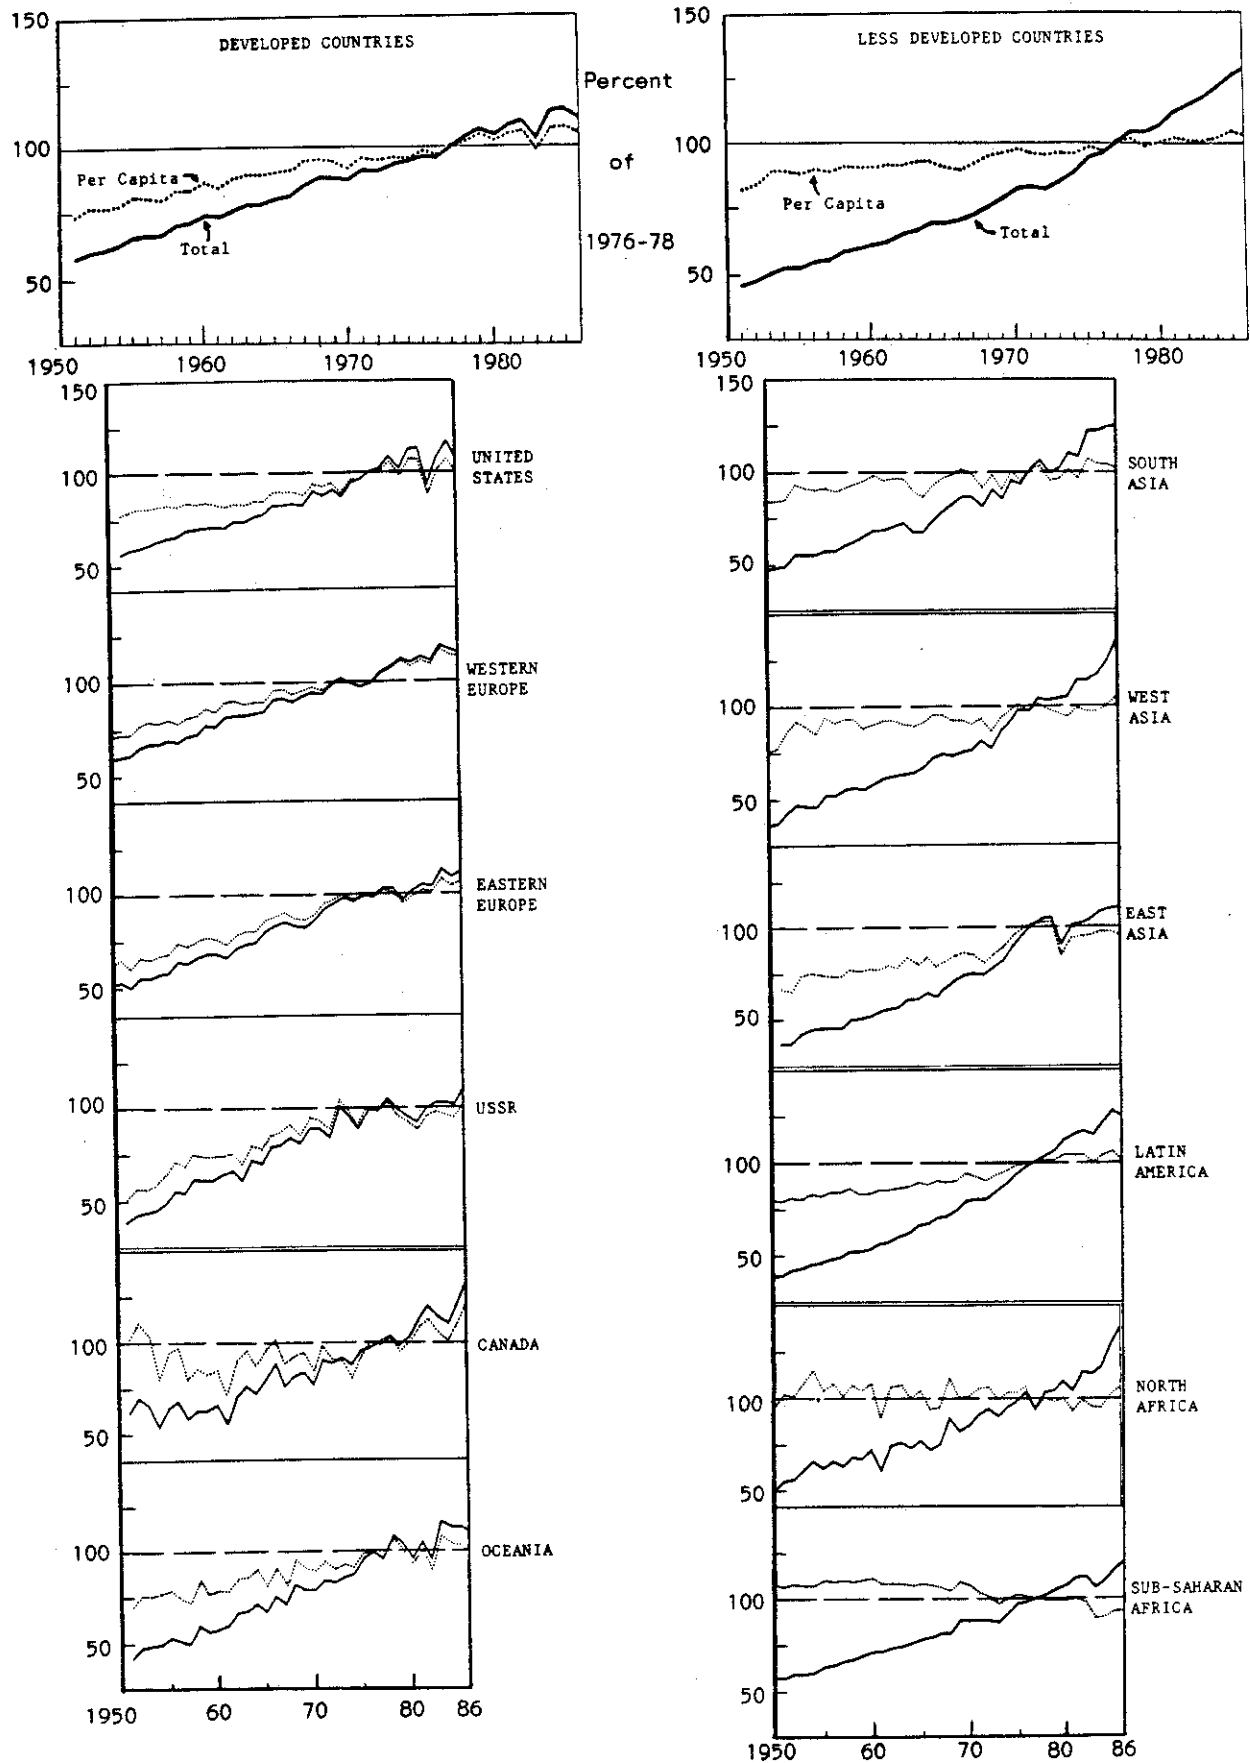 150
DEVELOPED COUNTRIES
100
Per Capita
Total
50
1950
1960
1970
1980
Percent
of
1976-78
150
LESS DEVELOPED COUNTRIES
100
Per Capita
Total
50
1950
1960
1970
1980
150
100
50
UNITED
STATES
100
50
WESTERN
EUROPE
100
50
EASTERN
EUROPE
100
50
USSR
100
50
CANADA
100
50
OCEANIA
1950
60
70
80
86
150
100
50
SOUTH
ASIA
100
50
WEST
ASIA
100
50
EAST
ASIA
100
50
LATIN
AMERICA
100
50
NORTH
AFRICA
100
50
SUB-SAHARAN
AFRICA
1950
60
70
80
86